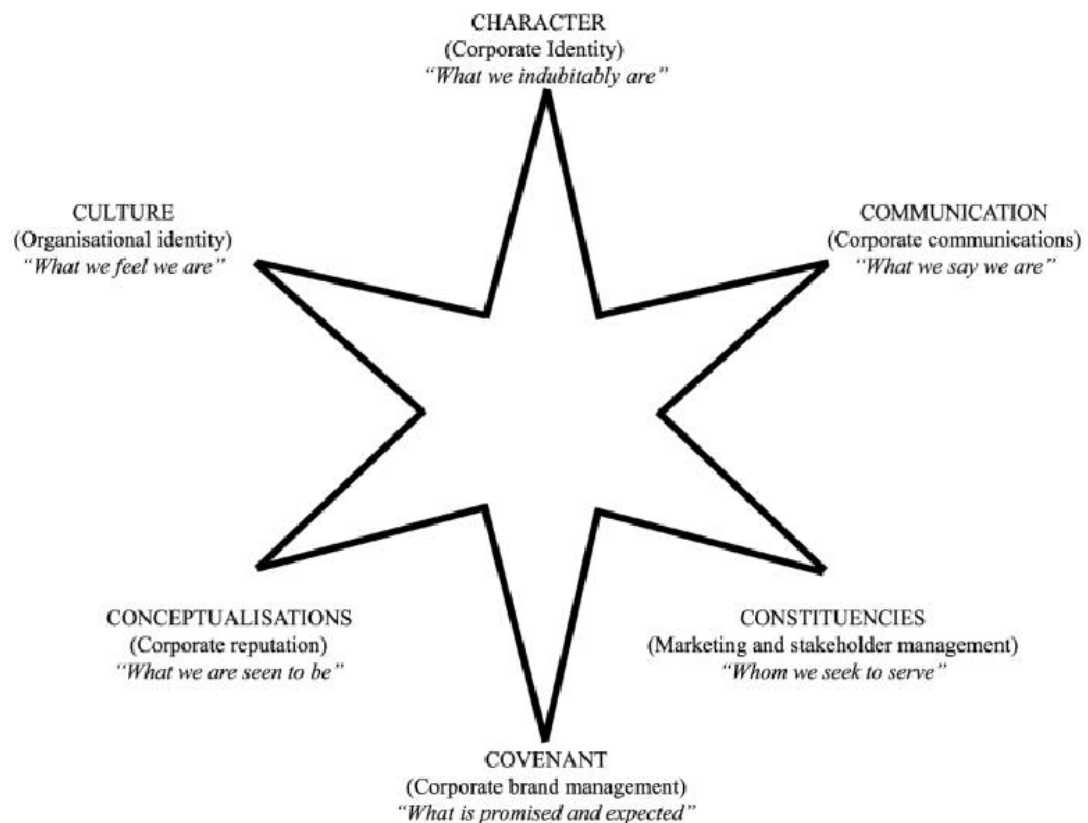 CHARACTER
(Corporate Identity)
“What we indubitably are”
CULTURE
(Organisational identity)
“What we feel we are”
COMMUNICATION
(Corporate communications)
“What we say we are”
CONCEPTUALISATIONS
(Corporate reputation)
“What we are seen to be”
CONSTITUENCIES
(Marketing and stakeholder management)
“Whom we seek to serve”
COVENANT
(Corporate brand management)
“What is promised and expected”